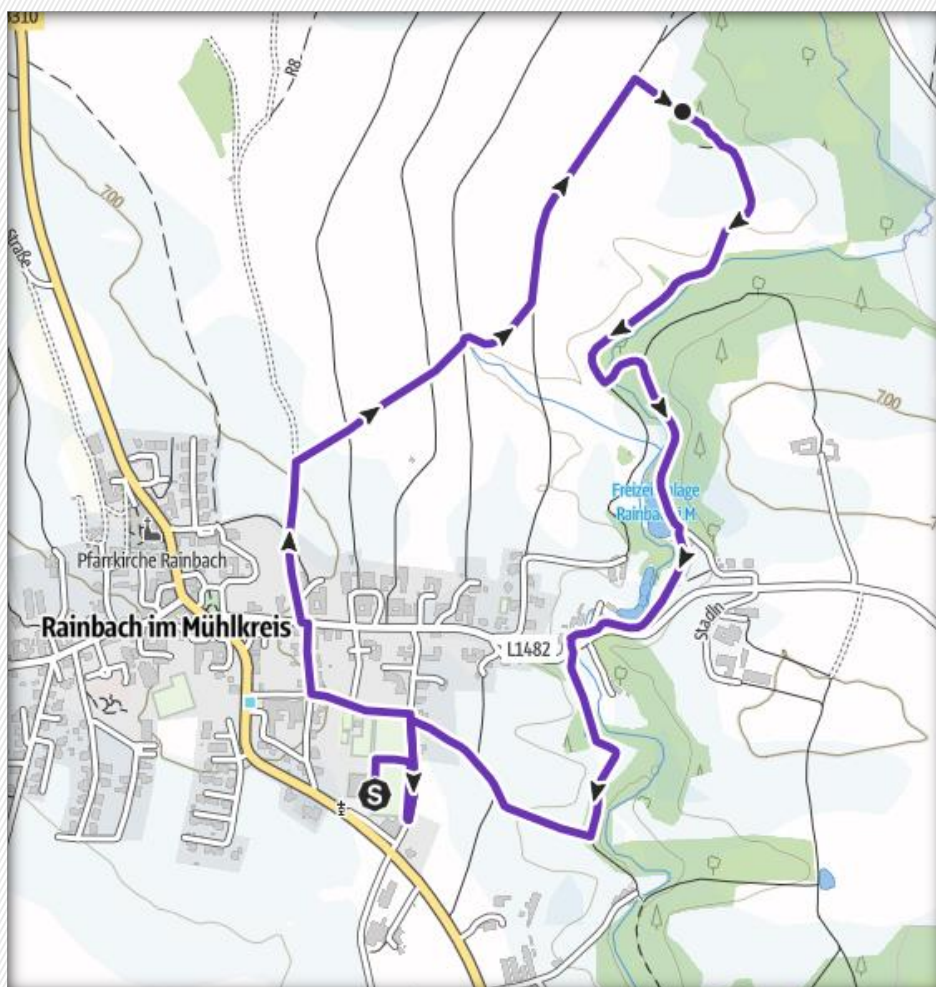 310
R8
700
Straße
700
Pfarrkirche Rainbach
Rainbach im Mühlkreis
L1482
Stadln
S